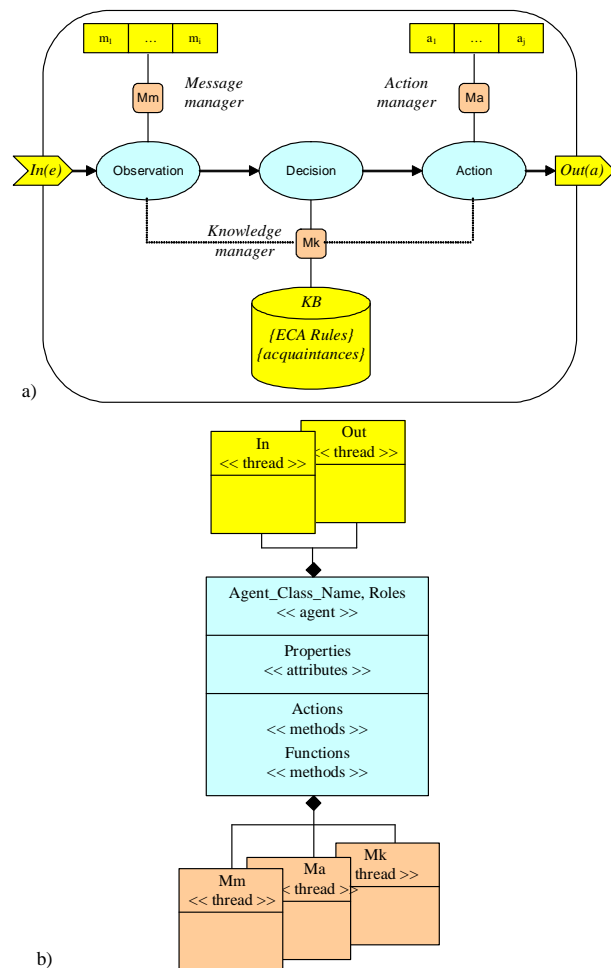 m1 … mi a1 … aj
Message manager
Mm
Action manager
Ma
In(e)
Observation
Decision
Action
Out(a)
Knowledge manager
Mk
KB
{ECA Rules}
{acquaintances}
a)
In
<< thread >>
Out
<< thread >>
Agent_Class_Name, Roles
<< agent >>
Properties
<< attributes >>
Actions
<< methods >>
Functions
<< methods >>
Mm
<< thread >>
Ma
< thread >>
Mk
thread >>
b)